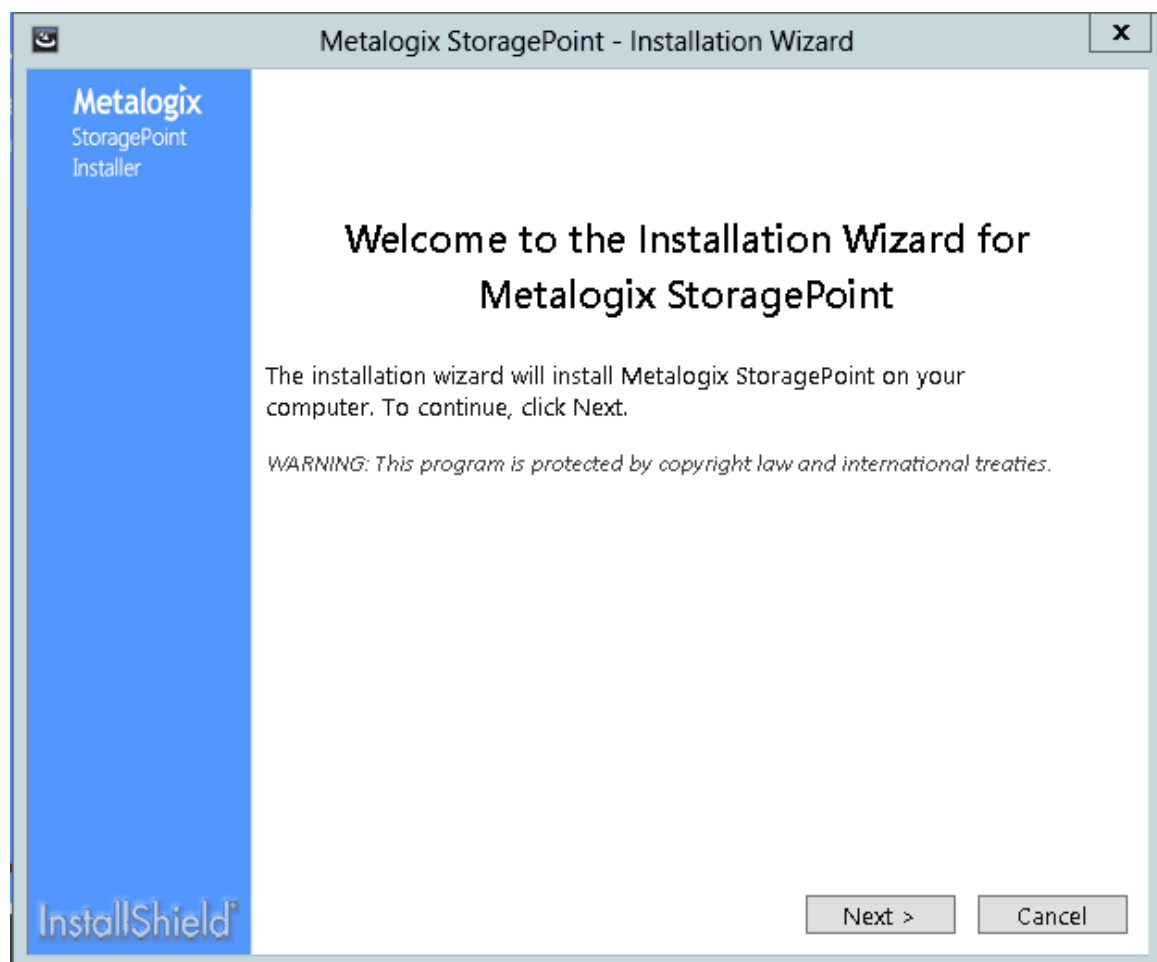 Metalogix StoragePoint - Installation Wizard
x
Metalogix
StoragePoint
Installer
Welcome to the Installation Wizard for
Metalogix StoragePoint
The installation wizard will install Metalogix StoragePoint on your
computer. To continue, click Next.
WARNING: This program is protected by copyright law and international treaties.
InstallShield®
Next >
Cancel